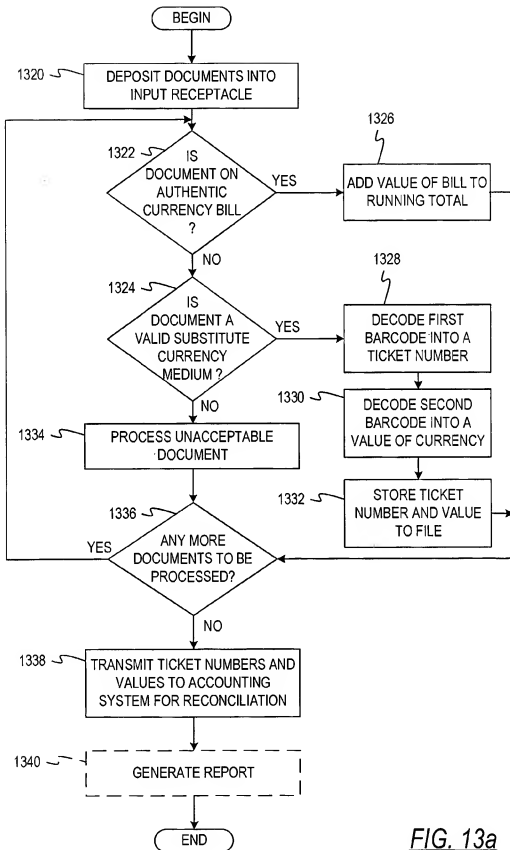 BEGIN
1320
DEPOSIT DOCUMENTS INTO
INPUT RECEPTACLE
1322
IS
DOCUMENT ON
AUTHENTIC
CURRENCY BILL
?
YES
1326
ADD VALUE OF BILL TO
RUNNING TOTAL
NO
1324
IS
DOCUMENT A
VALID SUBSTITUTE
CURRENCY
MEDIUM ?
YES
1328
DECODE FIRST
BARCODE INTO A
TICKET NUMBER
1330
DECODE SECOND
BARCODE INTO A
VALUE OF CURRENCY
1332
STORE TICKET
NUMBER AND VALUE
TO FILE
NO
1334
PROCESS UNACCEPTABLE
DOCUMENT
1336
ANY MORE
DOCUMENTS TO BE
PROCESSED?
YES
NO
1338
TRANSMIT TICKET NUMBERS AND
VALUES TO ACCOUNTING
SYSTEM FOR RECONCILIATION
1340
GENERATE REPORT
END
FIG. 13a